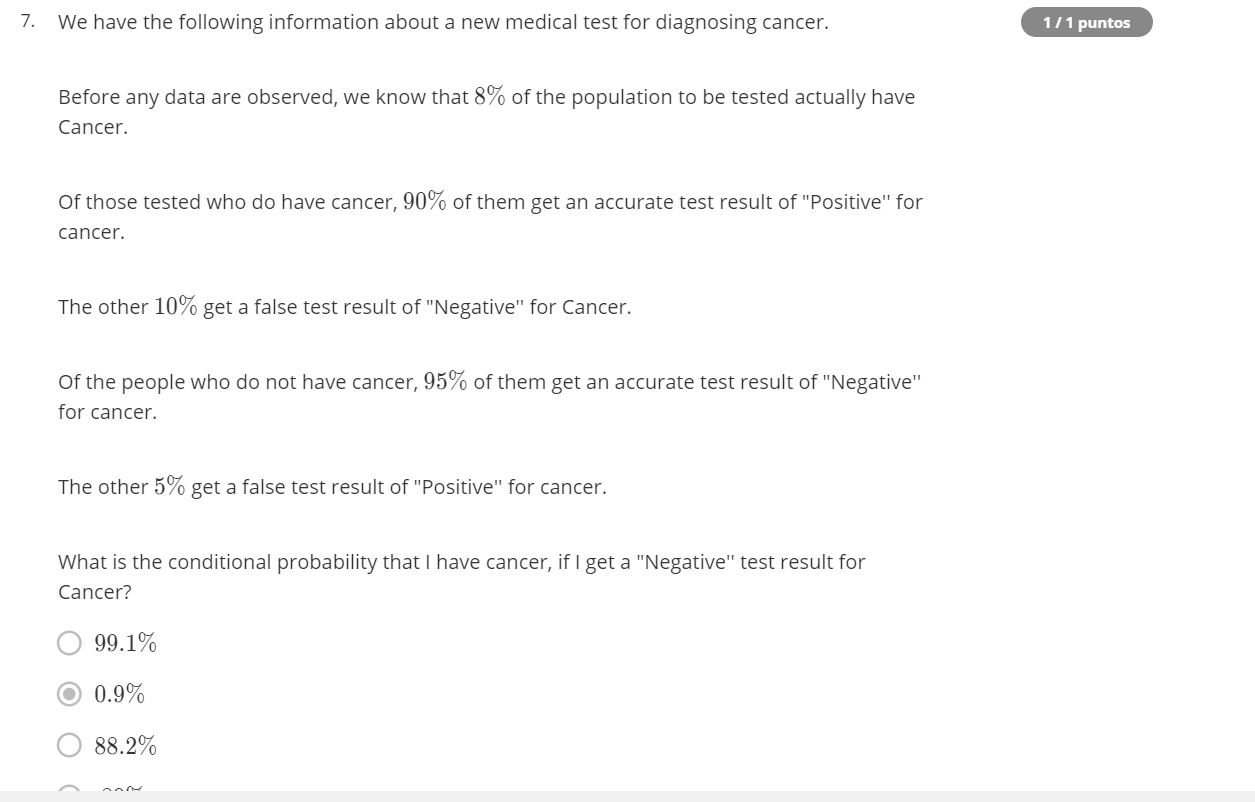 7. We have the following information about a new medical test for diagnosing cancer.
1 / 1 puntos
Before any data are observed, we know that 8% of the population to be tested actually have
Cancer.
Of those tested who do have cancer, 90% of them get an accurate test result of "Positive'' for
cancer.
The other 10% get a false test result of "Negative'' for Cancer.
Of the people who do not have cancer, 95% of them get an accurate test result of "Negative''
for cancer.
The other 5% get a false test result of "Positive'' for cancer.
What is the conditional probability that I have cancer, if I get a "Negative'' test result for
Cancer?
99.1%
0.9%
88.2%